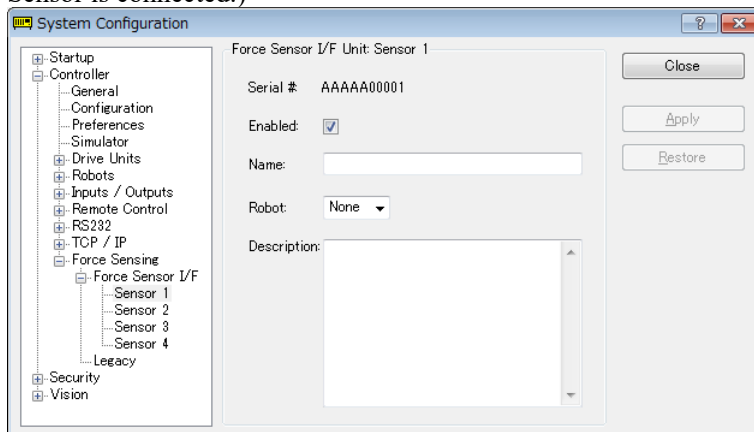 Sensor is connected.)
System Configuration
Startup
Controller
General
Configuration
Preferences
Simulator
Drive Units
Robots
Inputs / Outputs
Remote Control
RS232
TCP / IP
Force Sensing
Force Sensor I/F
Sensor 1
Sensor 2
Sensor 3
Sensor 4
Legacy
Security
Vision
Force Sensor I/F Unit: Sensor 1
Serial #: AAAAA00001
Enabled:
Name:
Robot: None
Description:
Close
Apply
Restore